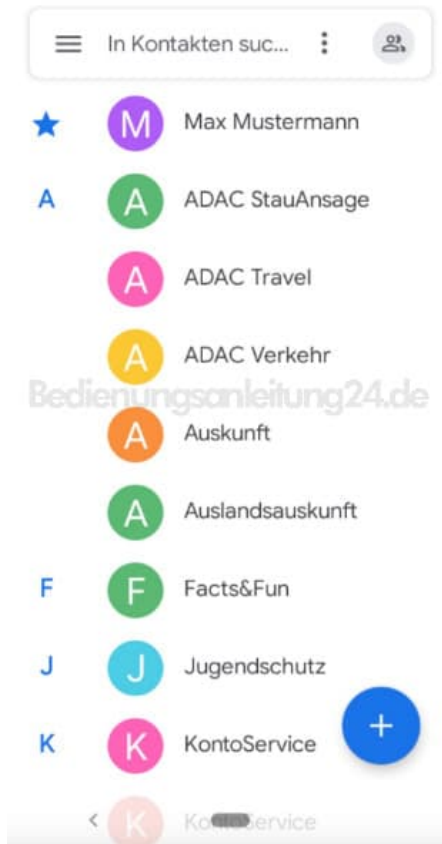 In Kontakten suc...
M Max Mustermann
A A ADAC StauAnsage
A ADAC Travel
A ADAC Verkehr
Bedienungsanleitung24.de
A Auskunft
A Auslandsauskunft
F F Facts&Fun
J J Jugendschutz
K K KontoService
K KontoService